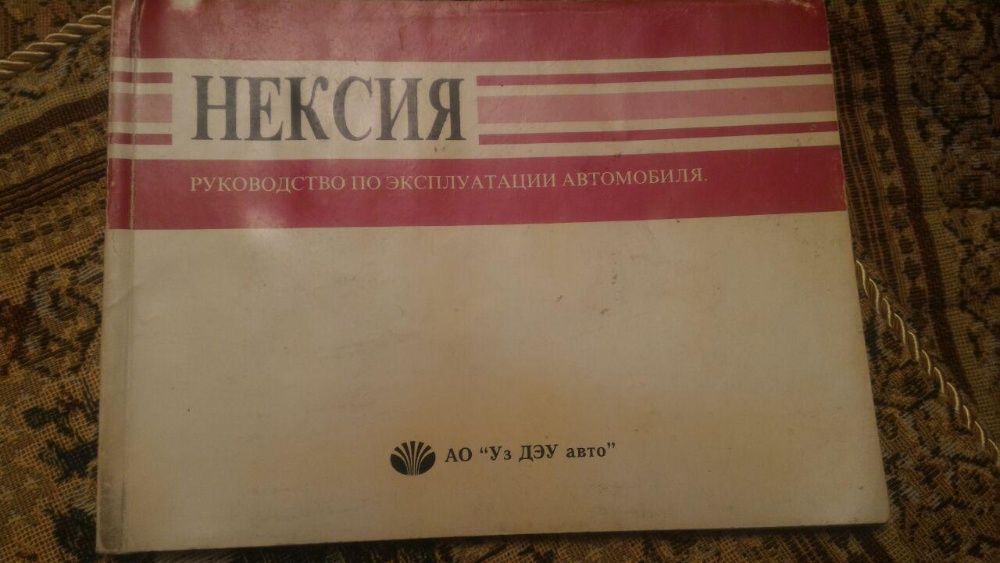 НЕКСИЯ
РУКОВОДСТВО ПО ЭКСПЛУАТАЦИИ АВТОМОБИЛЯ.
АО “Уз ДЭУ авто”